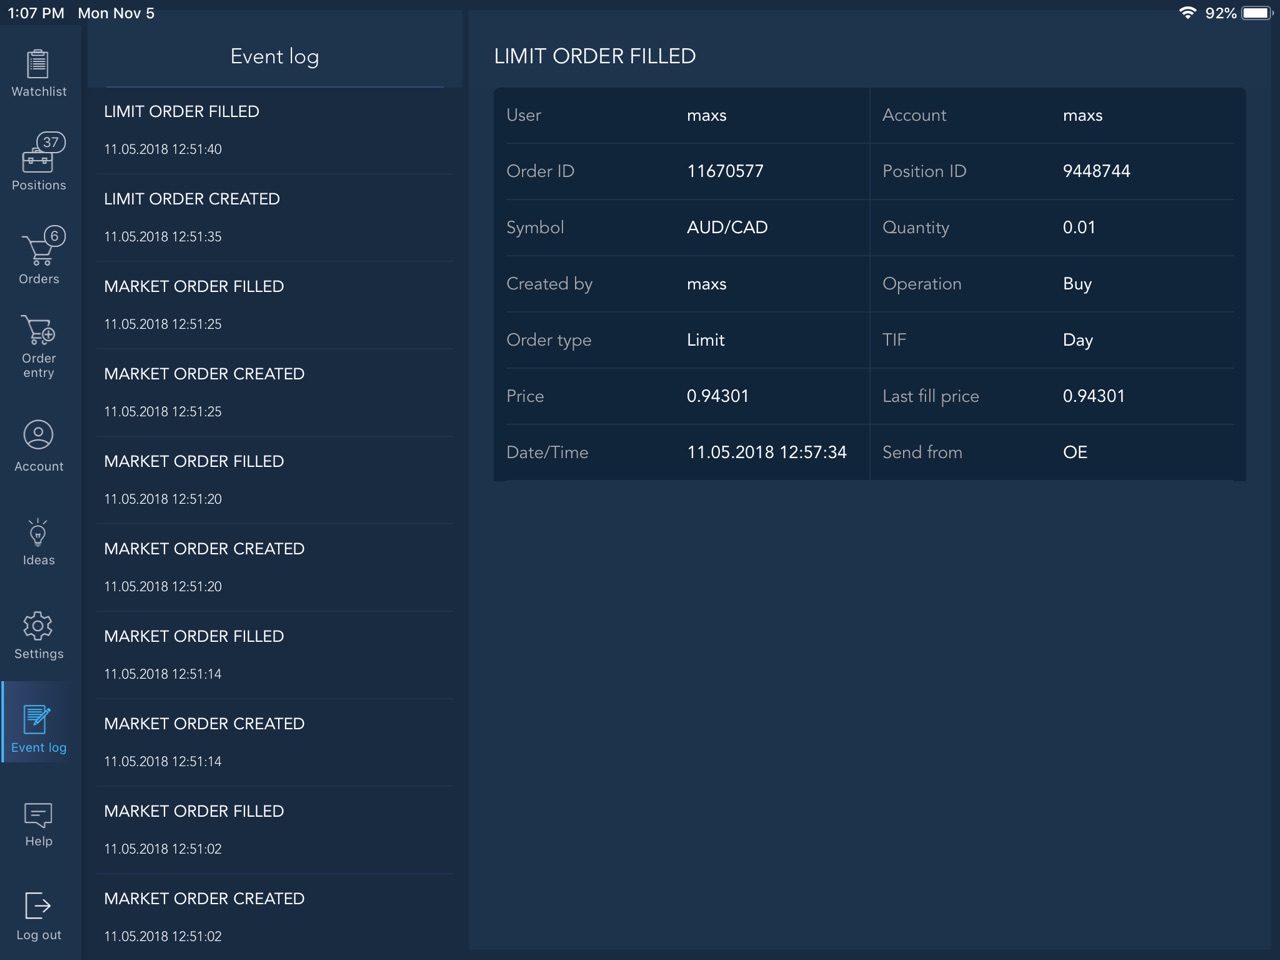 1:07 PM Mon Nov 5
92%
Watchlist
37
Positions
6
Orders
Order
entry
Account
Ideas
Settings
Event log
Help
Log out
Event log
LIMIT ORDER FILLED
11.05.2018 12:51:40
LIMIT ORDER CREATED
11.05.2018 12:51:35
MARKET ORDER FILLED
11.05.2018 12:51:25
MARKET ORDER CREATED
11.05.2018 12:51:25
MARKET ORDER FILLED
11.05.2018 12:51:20
MARKET ORDER CREATED
11.05.2018 12:51:20
MARKET ORDER FILLED
11.05.2018 12:51:14
MARKET ORDER CREATED
11.05.2018 12:51:14
MARKET ORDER FILLED
11.05.2018 12:51:02
MARKET ORDER CREATED
11.05.2018 12:51:02
LIMIT ORDER FILLED
User maxs Account maxs
Order ID 11670577 Position ID 9448744
Symbol AUD/CAD Quantity 0.01
Created by maxs Operation Buy
Order type Limit TIF Day
Price 0.94301 Last fill price 0.94301
Date/Time 11.05.2018 12:57:34 Send from OE